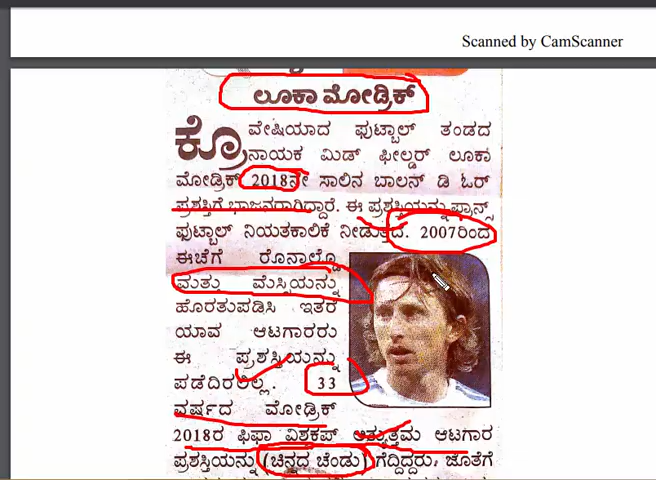 Scanned by CamScanner
ಲೂಕಾ ಮೋಡ್ರಿಕ್
ಕ್ರೊವೇಷಿಯಾದ ಫುಟ್ಬಾಲ್ ತಂಡದ
ನಾಯಕ ಮಿಡ್ ಫೀಲ್ಡರ್ ಲೂಕಾ
ಮೋಡ್ರಿಕ್ 2018ನೇ ಸಾಲಿನ ಬಾಲನ್ ಡಿ ಓರ್
ಪ್ರಶಸ್ತಿಗೆ ಭಾಜನರಾಗಿದ್ದಾರೆ. ಈ ಪ್ರಶಸ್ತಿಯನ್ನು ಫ್ರಾನ್ಸ್
ಫುಟ್ಬಾಲ್ ನಿಯತಕಾಲಿಕೆ ನೀಡುತ್ತದೆ. 2007ರಿಂದ
ಈಚೆಗೆ ರೊನಾಲ್ಡೊ
ಮತ್ತು ಮೆಸ್ಸಿಯನ್ನು
ಹೊರತುಪಡಿಸಿ ಇತರೆ
ಯಾವ ಆಟಗಾರರು
ಈ ಪ್ರಶಸ್ತಿಯನ್ನು
ಪಡೆದಿರಲಿಲ್ಲ. 33
ವರ್ಷದ ಮೋಡ್ರಿಕ್
2018ರ ಫಿಫಾ ವಿಶ್ವಕಪ್ ಅತ್ಯುತ್ತಮ ಆಟಗಾರ
ಪ್ರಶಸ್ತಿಯನ್ನು (ಚಿನ್ನದ ಚೆಂಡು) ಗೆದ್ದಿದ್ದರು. ಜೊತೆಗೆ